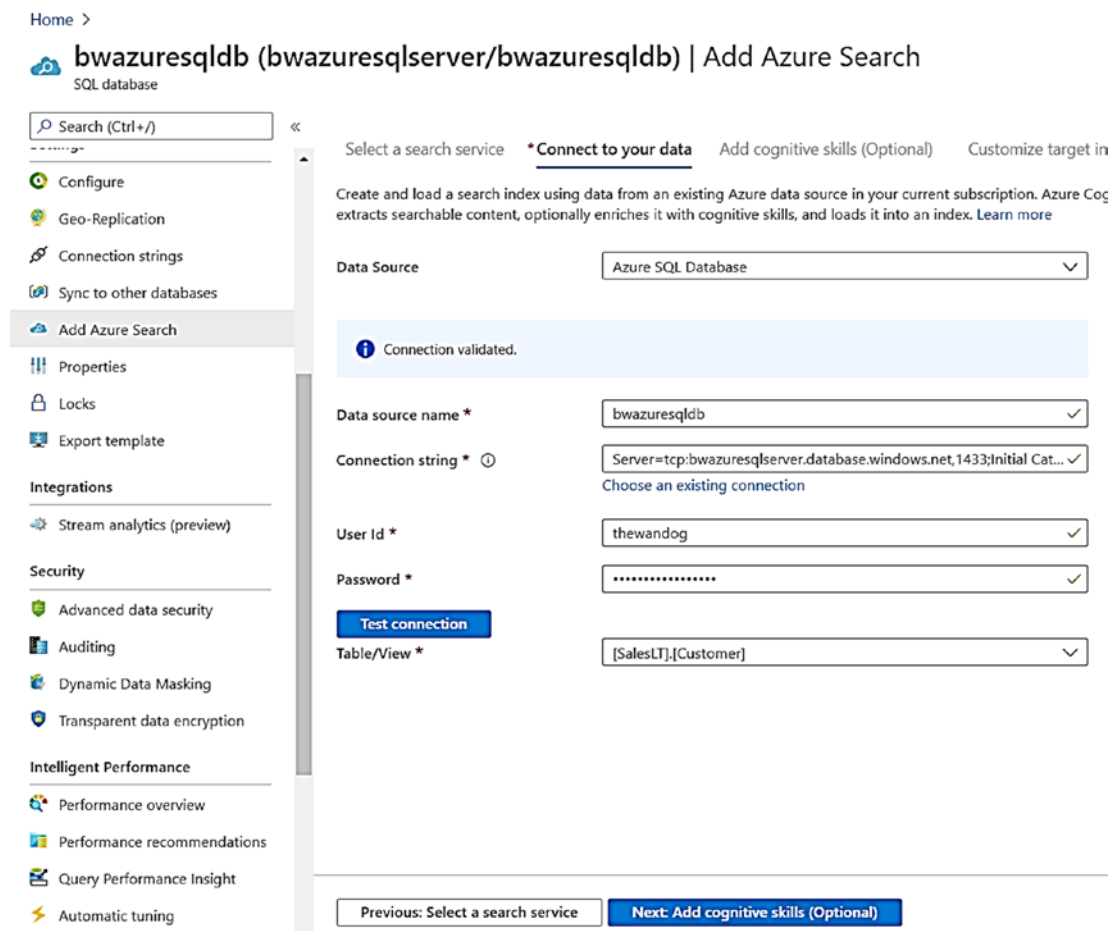 Home >
bwazuresqldb (bwazuresqlserver/bwazuresqldb) | Add Azure Search
SQL database
Search (Ctrl+/)
«
Configure
Geo-Replication
Connection strings
Sync to other databases
Add Azure Search
Properties
Locks
Export template
Integrations
Stream analytics (preview)
Security
Advanced data security
Auditing
Dynamic Data Masking
Transparent data encryption
Intelligent Performance
Performance overview
Performance recommendations
Query Performance Insight
Automatic tuning
Select a search service * Connect to your data Add cognitive skills (Optional) Customize target in
Create and load a search index using data from an existing Azure data source in your current subscription. Azure Cog
extracts searchable content, optionally enriches it with cognitive skills, and loads it into an index. Learn more
Data Source Azure SQL Database
Connection validated.
Data source name * bwazuresqldb
Connection string * Server=tcp:bwazuresqlserver.database.windows.net,1433;Initial Cat...
Choose an existing connection
User Id * thewandog
Password * •••••••••••••••••
Test connection
Table/View * [SalesLT].[Customer]
Previous: Select a search service Next: Add cognitive skills (Optional)